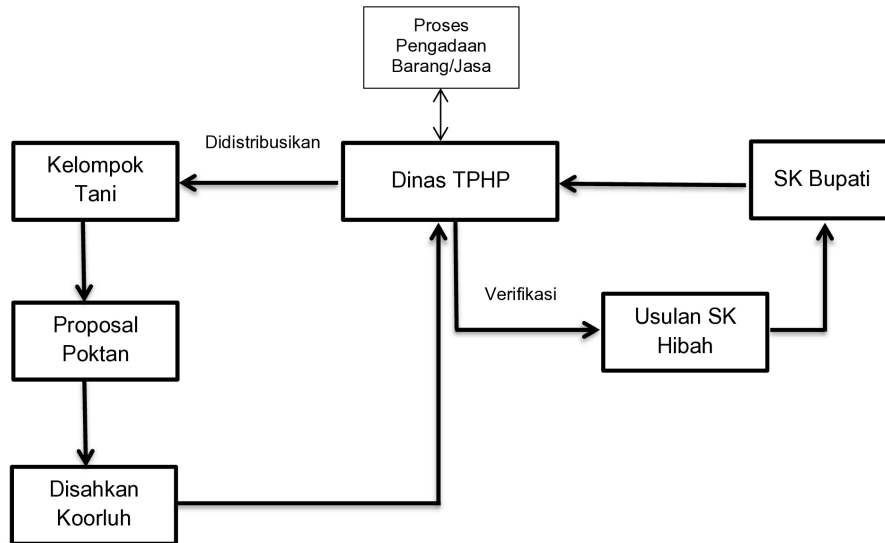 Proses
Pengadaan
Barang/Jasa
Didistribusikan
Kelompok
Tani
Dinas TPHP
SK Bupati
Verifikasi
Usulan SK
Hibah
Proposal
Poktan
Disahkan
Koorluh